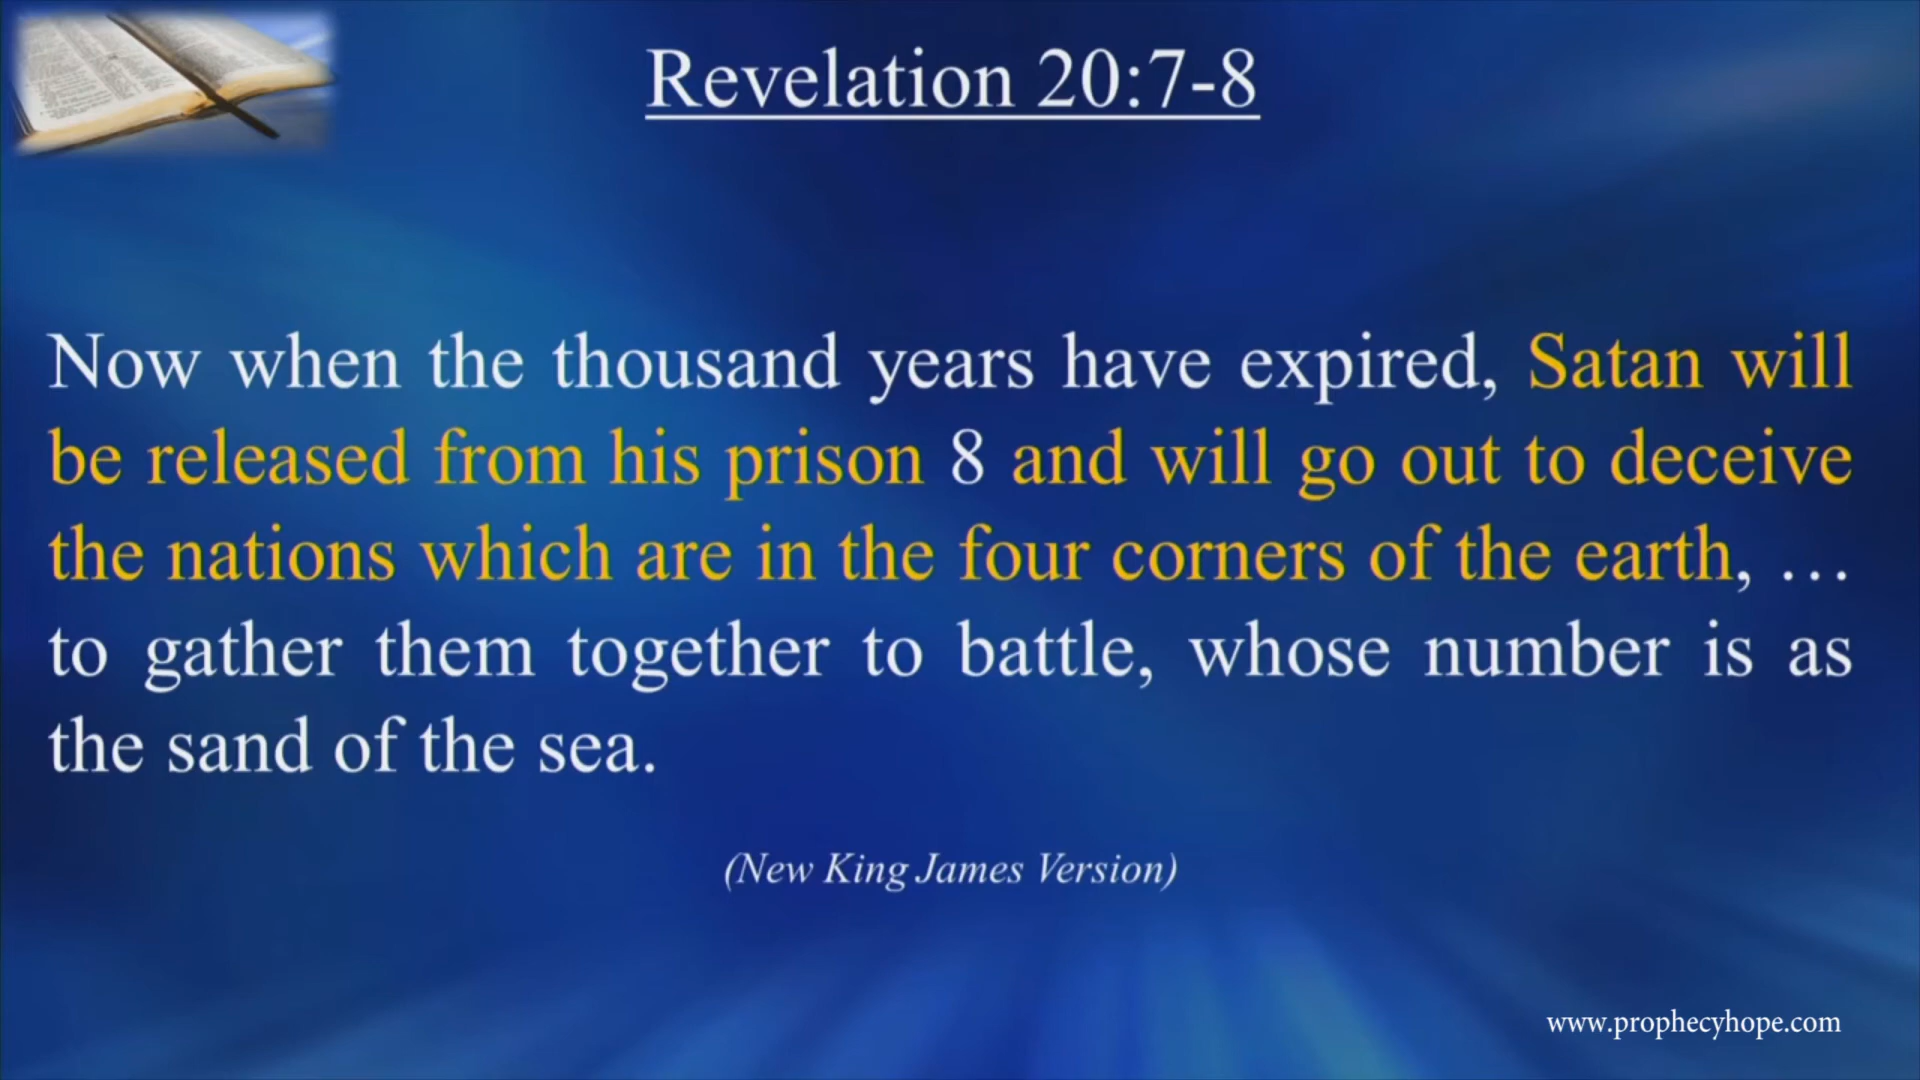 Revelation 20:7-8
Now when the thousand years have expired, Satan will
be released from his prison 8 and will go out to deceive
the nations which are in the four corners of the earth, …
to gather them together to battle, whose number is as
the sand of the sea.
(New King James Version)
www.prophecyhope.com